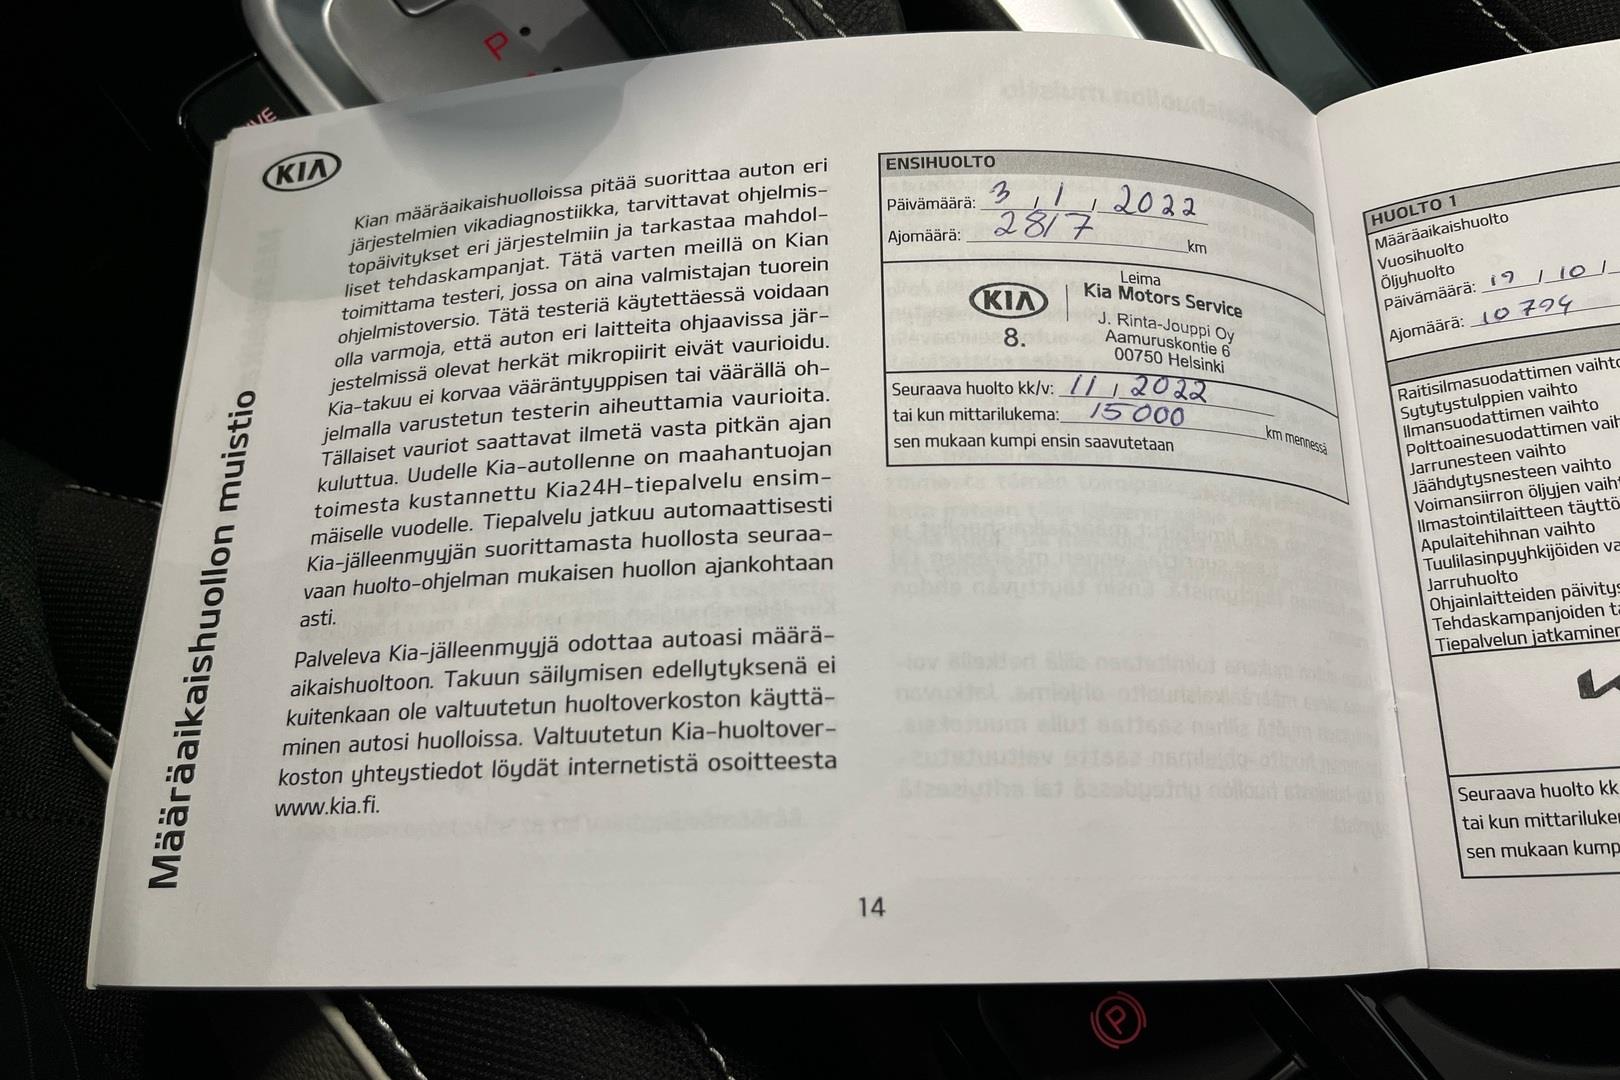 P
KIA
Määräaikaishuollon muistio
Kian määräaikaishuolloissa pitää suorittaa auton eri
järjestelmien vikadiagnostiikka, tarvittavat ohjelmis-
topäivitykset eri järjestelmiin ja tarkastaa mahdol-
liset tehdaskampanjat. Tätä varten meillä on Kian
toimittama testeri, jossa on aina valmistajan tuorein
ohjelmistoversio. Tätä testeriä käytettäessä voidaan
olla varmoja, että auton eri laitteita ohjaavissa jär-
jestelmissä olevat herkät mikropiirit eivät vaurioidu.
Kia-takuu ei korvaa vääräntyyppisen tai väärällä oh-
jelmalla varustetun testerin aiheuttamia vaurioita.
Tällaiset vauriot saattavat ilmetä vasta pitkän ajan
kuluttua. Uudelle Kia-autollenne on maahantuojan
toimesta kustannettu Kia24H-tiepalvelu ensim-
mäiselle vuodelle. Tiepalvelu jatkuu automaattisesti
Kia-jälleenmyyjän suorittamasta huollosta seuraa-
vaan huolto-ohjelman mukaisen huollon ajankohtaan
asti.
Palveleva Kia-jälleenmyyjä odottaa autoasi määrä-
aikaishuoltoon. Takuun säilymisen edellytyksenä ei
kuitenkaan ole valtuutetun huoltoverkoston käyttä-
minen autosi huolloissa. Valtuutetun Kia-huoltover-
koston yhteystiedot löydät internetistä osoitteesta
www.kia.fi.
ENSIHUOLTO
Päivämäärä: 3 / 1 / 2022
Ajomäärä: 2817 km
Leima
KIA
8.
Kia Motors Service
J. Rinta-Jouppi Oy
Aamuruskontie 6
00750 Helsinki
Seuraava huolto kk/v: 11 / 2022
tai kun mittarilukema: 15000 km mennessä
sen mukaan kumpi ensin saavutetaan
14
HUOLTO 1
Määräaikaishuolto
Vuosihuolto
Öljyhuolto
Päivämäärä: 19 / 10 /
Ajomäärä: 10794
Raitisilmasuodattimen vaihto
Sytytystulppien vaihto
Ilmansuodattimen vaihto
Polttoainesuodattimen vaih
Jarrunesteen vaihto
Jäähdytysnesteen vaihto
Voimansiirron öljyjen vaih
Ilmastointilaitteen täyttö
Apulaitehihnan vaihto
Tuulilasinpyyhkijöiden va
Jarruhuolto
Ohjainlaitteiden päivitys
Tehdaskampanjoiden t
Tiepalvelun jatkaminen
Seuraava huolto kk
tai kun mittariluke
sen mukaan kump
P